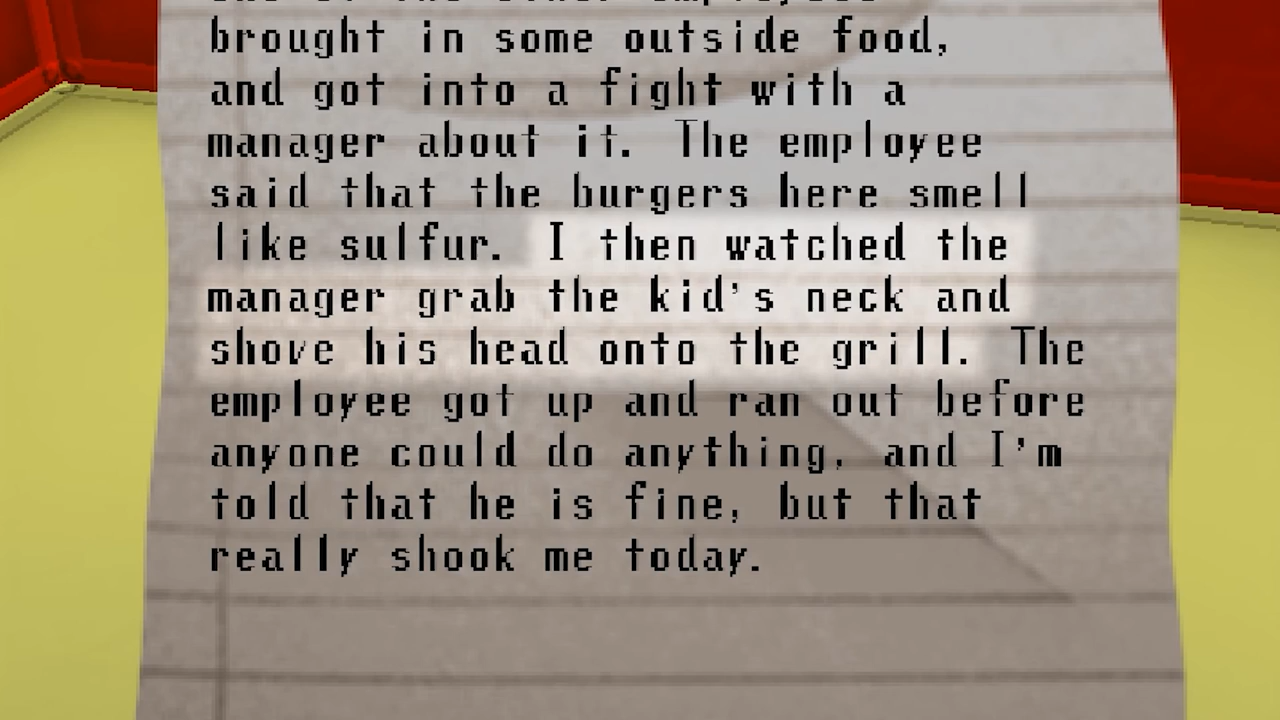 brought in some outside food,
and got into a fight with a
manager about it. The employee
said that the burgers here smell
like sulfur. I then watched the
manager grab the kid's neck and
shove his head onto the grill. The
employee got up and ran out before
anyone could do anything, and I'm
told that he is fine, but that
really shook me today.